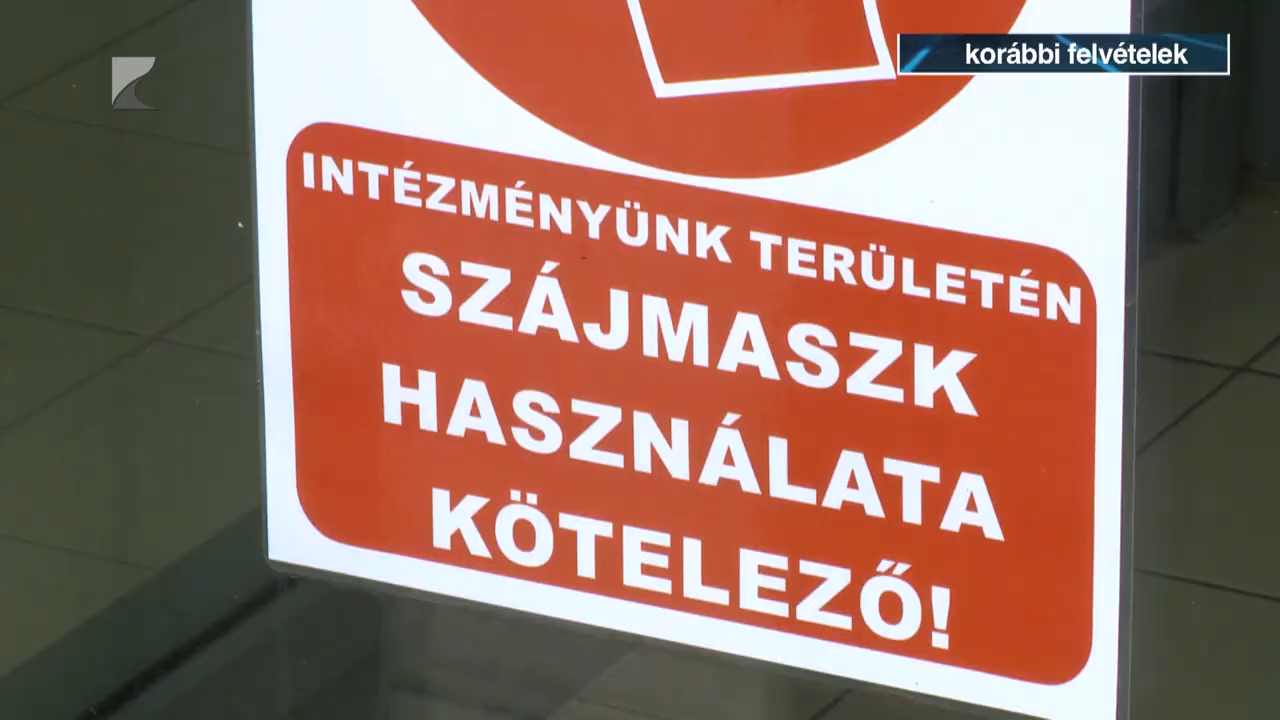 korábbi felvételek
INTÉZMÉNYÜNK TERÜLETÉN
SZÁJMASZK
HASZNÁLATA
KÖTELEZŐ!